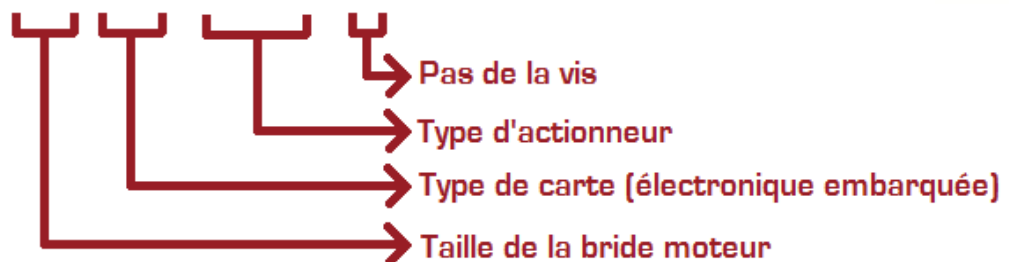 Pas de la vis
Type d'actionneur
Type de carte (électronique embarquée)
Taille de la bride moteur